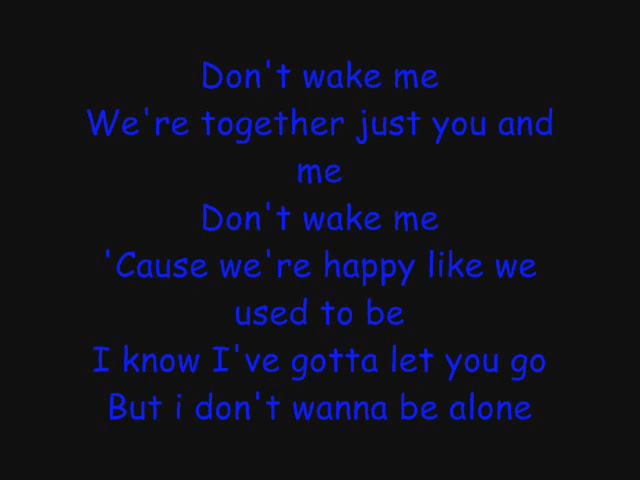 Don't wake me
We're together just you and
me
Don't wake me
'Cause we're happy like we
used to be
I know I've gotta let you go
But i don't wanna be alone